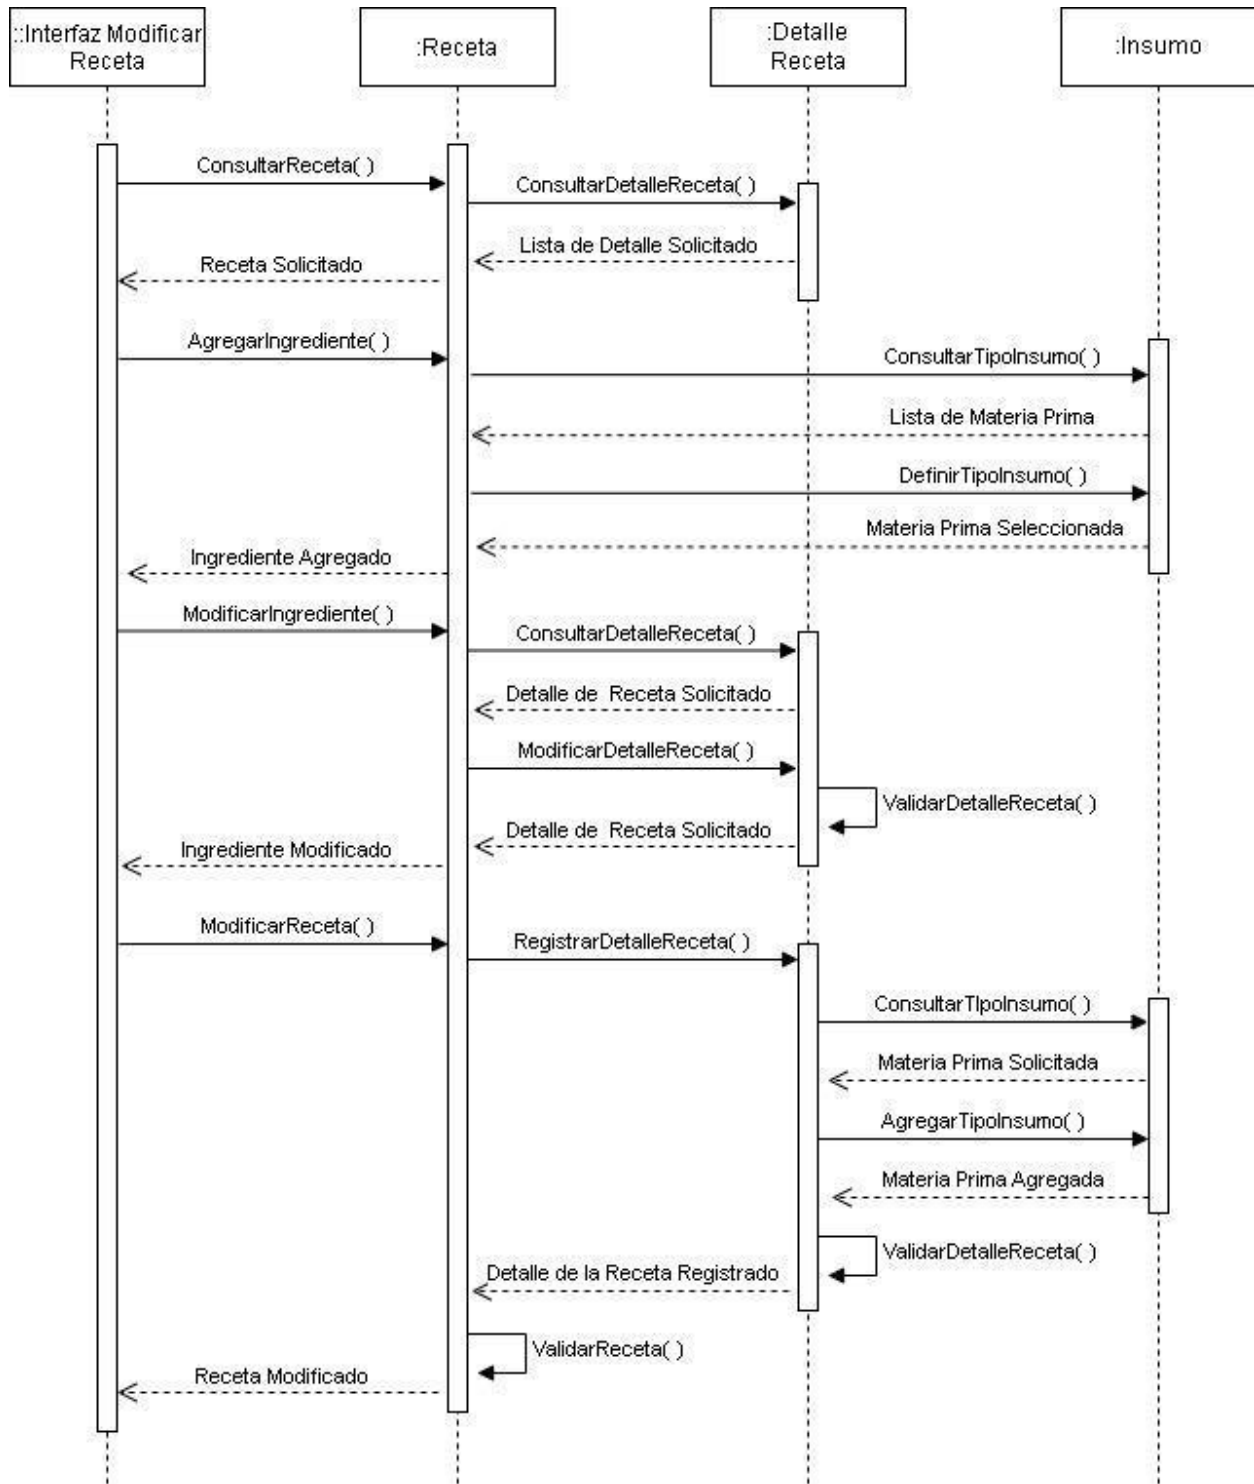 ::Interfaz Modificar
Receta
:Receta
:Detalle
Receta
:Insumo
ConsultarReceta( )
ConsultarDetalleReceta( )
Lista de Detalle Solicitado
Receta Solicitado
AgregarIngrediente( )
ConsultarTipoInsumo( )
Lista de Materia Prima
DefinirTipoInsumo( )
Materia Prima Seleccionada
Ingrediente Agregado
ModificarIngrediente( )
ConsultarDetalleReceta( )
Detalle de  Receta Solicitado
ModificarDetalleReceta( )
ValidarDetalleReceta( )
Detalle de  Receta Solicitado
Ingrediente Modificado
ModificarReceta( )
RegistrarDetalleReceta( )
ConsultarTIpoInsumo( )
Materia Prima Solicitada
AgregarTipoInsumo( )
Materia Prima Agregada
ValidarDetalleReceta( )
Detalle de la Receta Registrado
ValidarReceta( )
Receta Modificado